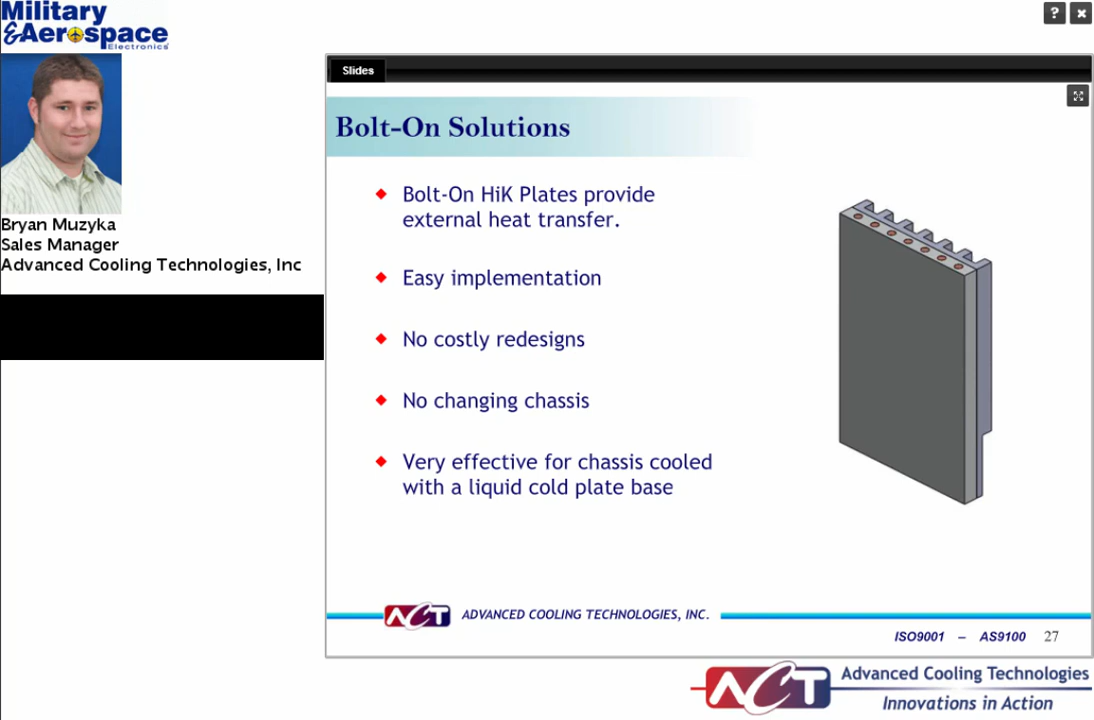 Military
&Aerospace
Electronics
Bryan Muzyka
Sales Manager
Advanced Cooling Technologies, Inc
Slides
Bolt-On Solutions
Bolt-On HiK Plates provide
external heat transfer.
Easy implementation
No costly redesigns
No changing chassis
Very effective for chassis cooled
with a liquid cold plate base
ACT ADVANCED COOLING TECHNOLOGIES, INC.
ISO9001 – AS9100 27
ACT Advanced Cooling Technologies
Innovations in Action